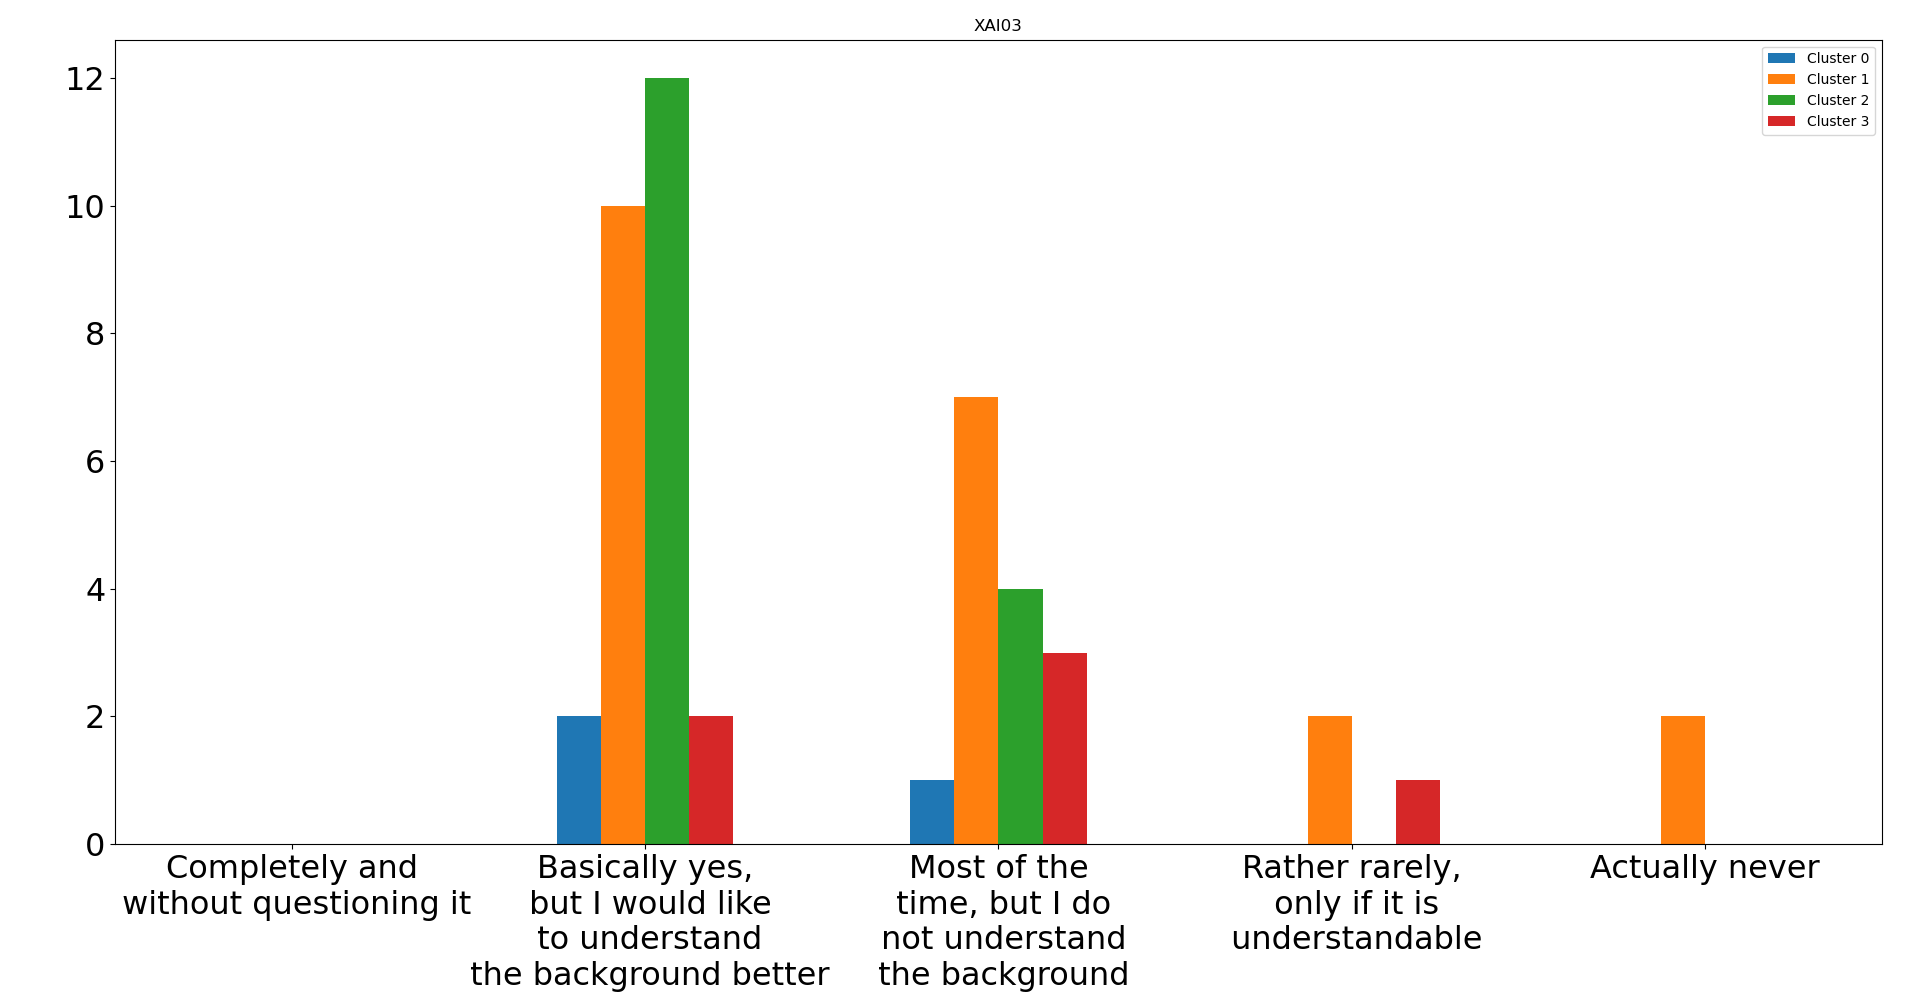 XAI03
Cluster 0
Cluster 1
Cluster 2
Cluster 3
12
10
8
6
4
2
0
Completely and
without questioning it
Basically yes,
but I would like
to understand
the background better
Most of the
time, but I do
not understand
the background
Rather rarely,
only if it is
understandable
Actually never